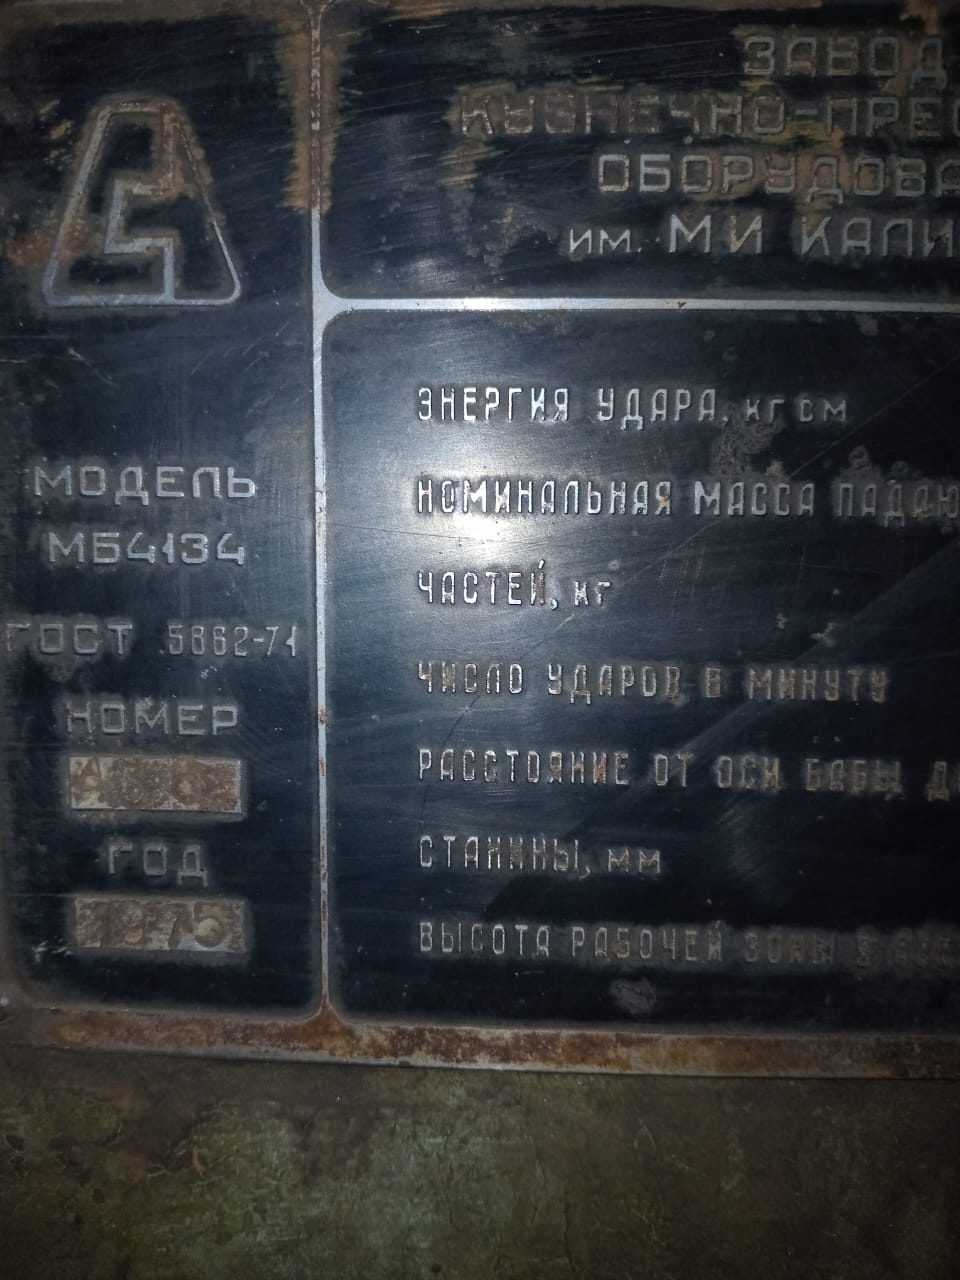 ЗАВОД
КУЗНЕЧНО-ПРЕС
ОБОРУДОВА
им. МИ КАЛИ
МОДЕЛЬ
МБ4134
ГОСТ 5862-71
НОМЕР
ГОД
1975
ЭНЕРГИЯ УДАРА, кгсм
НОМИНАЛЬНАЯ МАССА ПАДАЮ
ЧАСТЕЙ, кг
ЧИСЛО УДАРОВ В МИНУТУ
РАССТОЯНИЕ ОТ ОСИ БАБЫ Д
СТАНИНЫ, мм
ВЫСОТА РАБОЧЕЙ ЗОНЫ